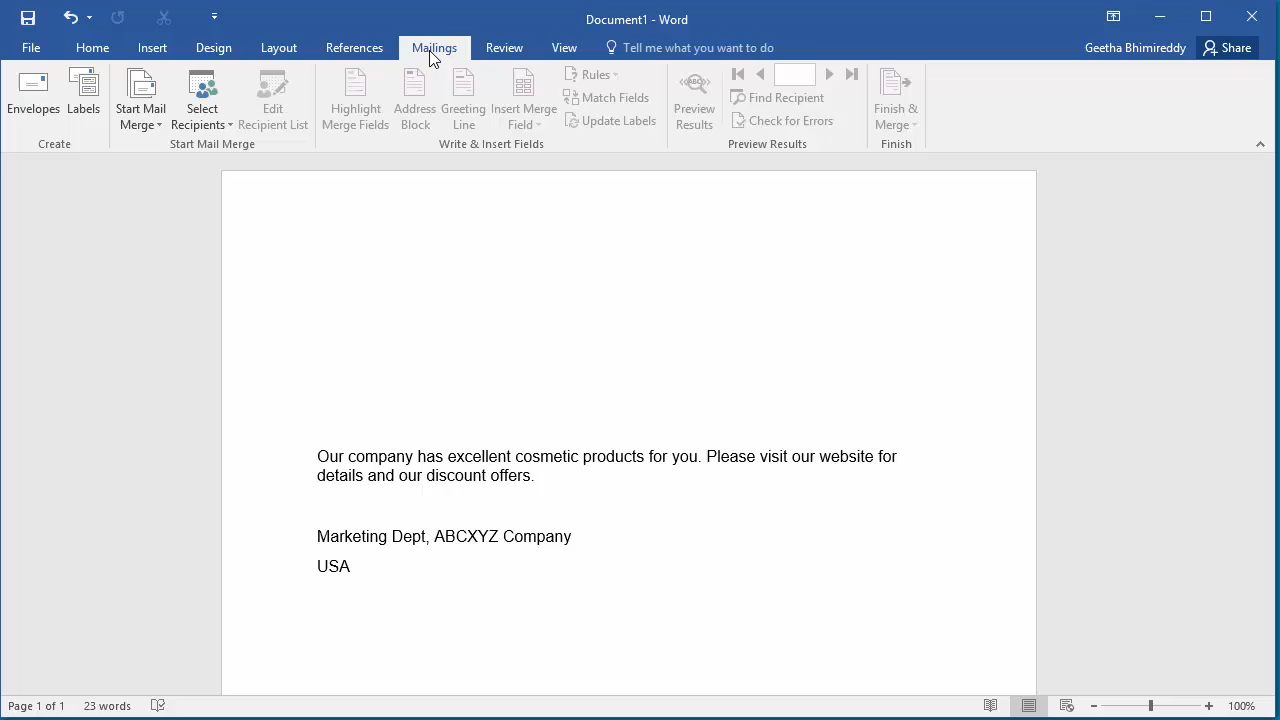 Document1 - Word
File Home Insert Design Layout References Mailings Review View Tell me what you want to do Geetha Bhimireddy Share
Envelopes
Labels
Create
Start Mail
Merge
Select
Recipients
Edit
Recipient List
Start Mail Merge
Highlight
Merge Fields
Address
Block
Greeting
Line
Insert Merge
Field
Rules
Match Fields
Update Labels
Write & Insert Fields
ABC
Preview
Results
Find Recipient
Check for Errors
Preview Results
Finish &
Merge
Finish
Our company has excellent cosmetic products for you. Please visit our website for
details and our discount offers.
Marketing Dept, ABCXYZ Company
USA
Page 1 of 1 23 words 100%